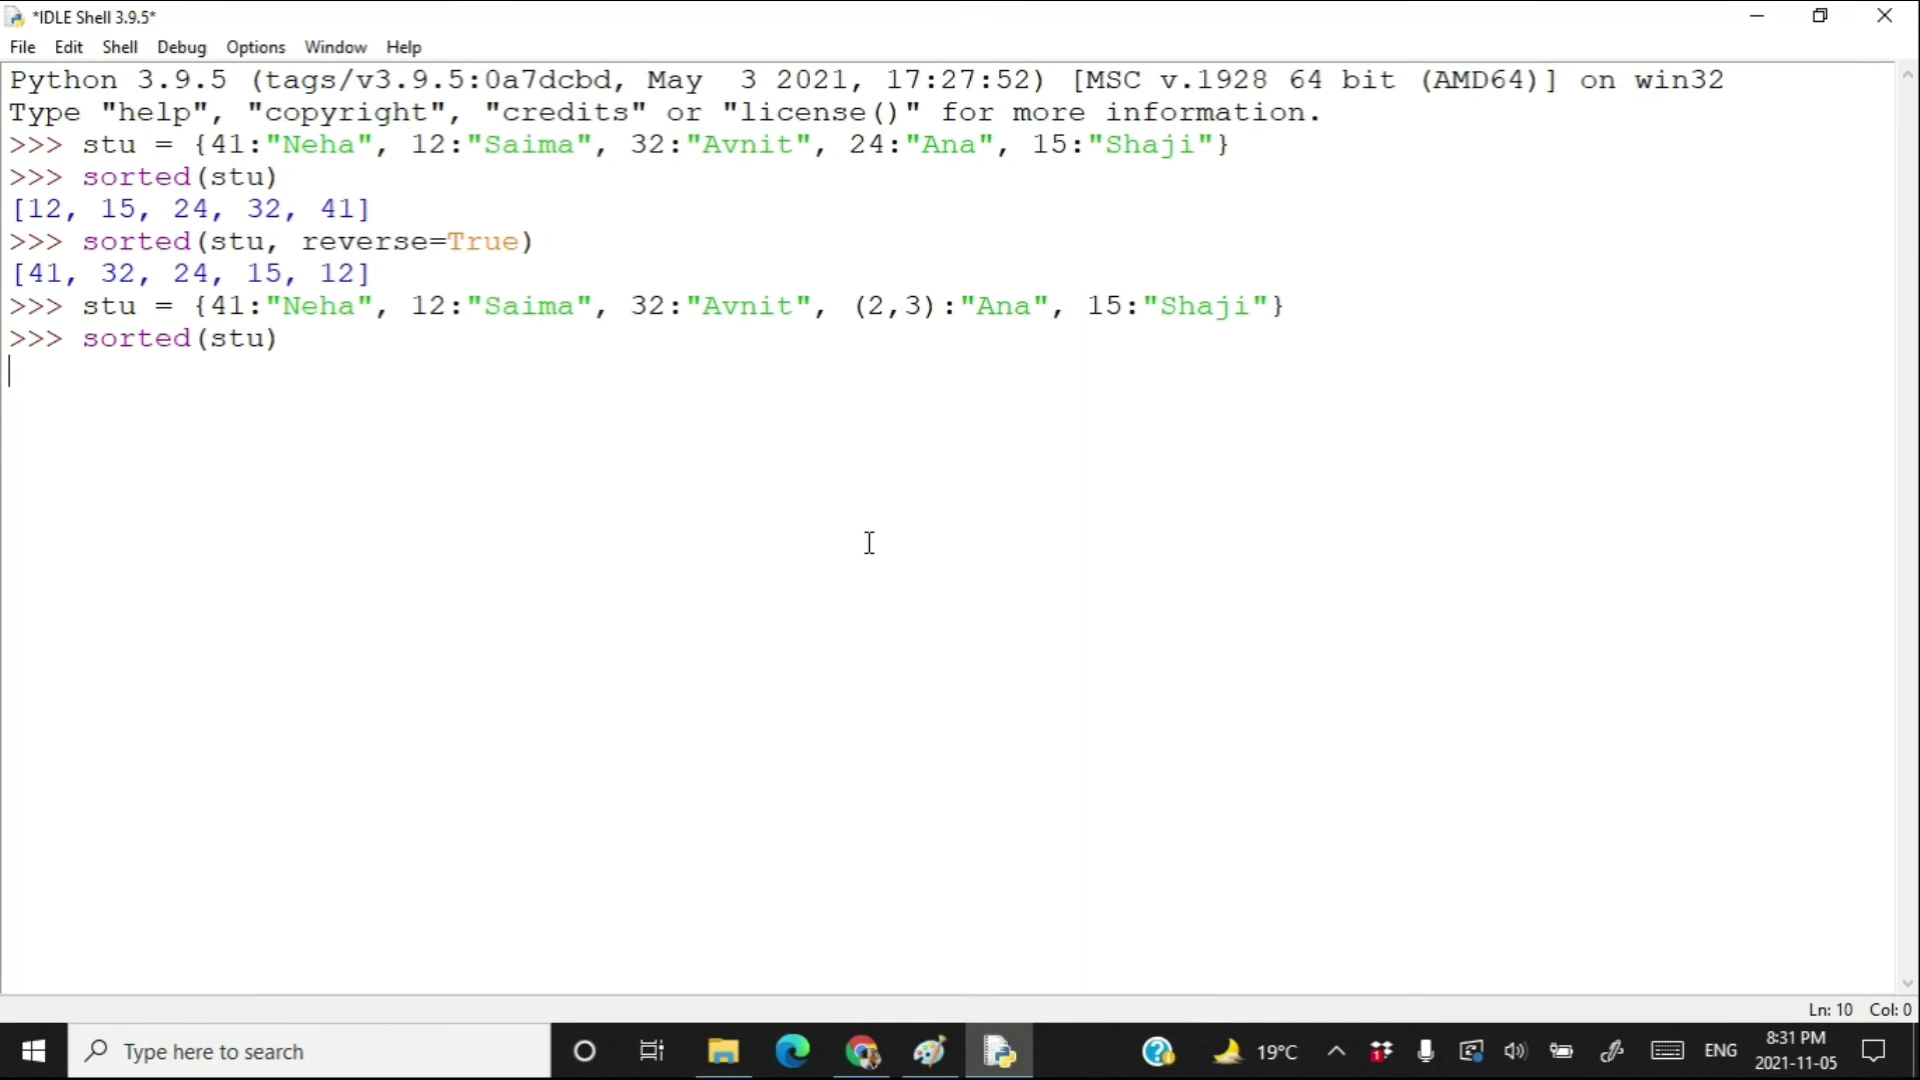 *IDLE Shell 3.9.5*
File Edit Shell Debug Options Window Help
Python 3.9.5 (tags/v3.9.5:0a7dcbd, May  3 2021, 17:27:52) [MSC v.1928 64 bit (AMD64)] on win32
Type "help", "copyright", "credits" or "license()" for more information.
>>> stu = {41:"Neha", 12:"Saima", 32:"Avnit", 24:"Ana", 15:"Shaji"}
>>> sorted(stu)
[12, 15, 24, 32, 41]
>>> sorted(stu, reverse=True)
[41, 32, 24, 15, 12]
>>> stu = {41:"Neha", 12:"Saima", 32:"Avnit", (2,3):"Ana", 15:"Shaji"}
>>> sorted(stu)
Ln: 10 Col: 0
Type here to search
19°C
1
ENG
8:31 PM
2021-11-05